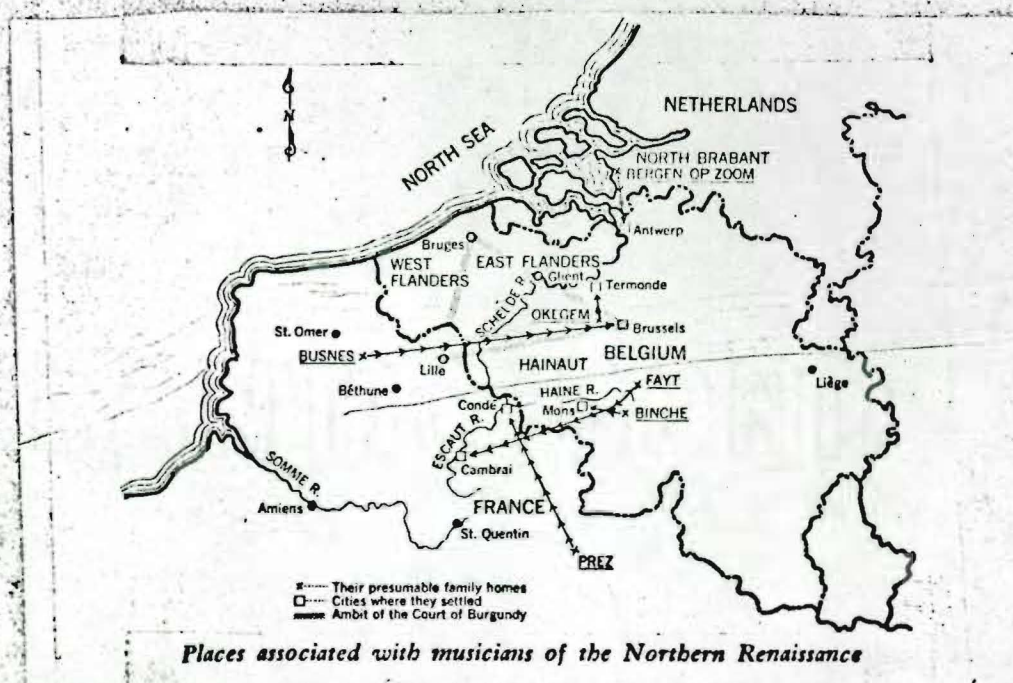 N
NORTH SEA
NETHERLANDS
NORTH BRABANT
BERGEN OP ZOOM
Antwerp
Bruges
WEST
FLANDERS
EAST FLANDERS
Ghent
Termonde
SCHELDE R.
OKEGEM
St. Omer
BUSNES
Brussels
Lille
HAINAUT
BELGIUM
Béthune
HAINE R.
FAYT
Liège
Condé
Mons
BINCHE
ESCAUT R.
Cambrai
SOMME R.
Amiens
FRANCE
St. Quentin
PREZ
x Their presumable family homes
Cities where they settled
Ambit of the Court of Burgundy
Places associated with musicians of the Northern Renaissance